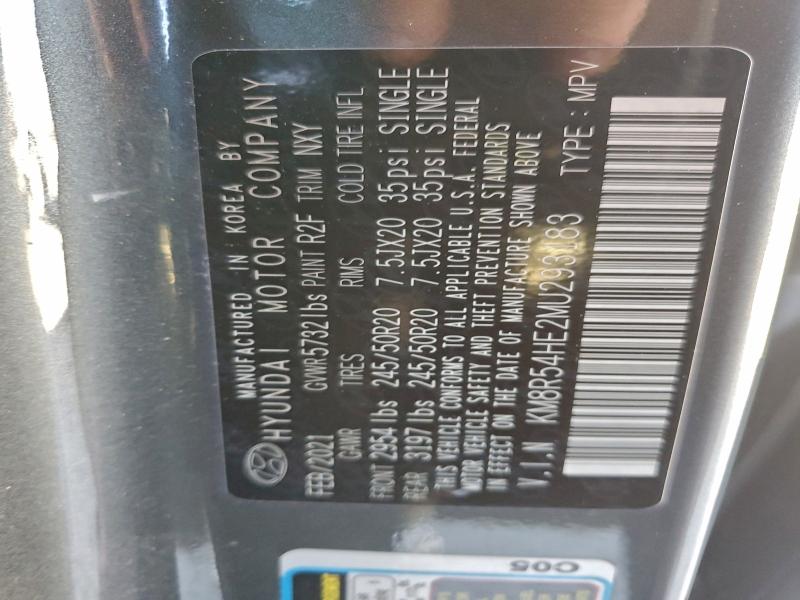 MANUFACTURED IN KOREA BY
HYUNDAI MOTOR COMPANY
FEB/2021 GVWR 5732 lbs PAINT R2F TRIM NXY
GAWR TIRES RIMS COLD TIRE INFL
FRONT 2954 lbs 245/50R20 7.5JX20 35psi SINGLE
REAR 3197 lbs 245/50R20 7.5JX20 35psi SINGLE
THIS VEHICLE CONFORMS TO ALL APPLICABLE U.S.A. FEDERAL
MOTOR VEHICLE SAFETY AND THEFT PREVENTION STANDARDS
IN EFFECT ON THE DATE OF MANUFACTURE SHOWN ABOVE
V.I.N KM8R54HE2MU293183 TYPE : MPV
C05